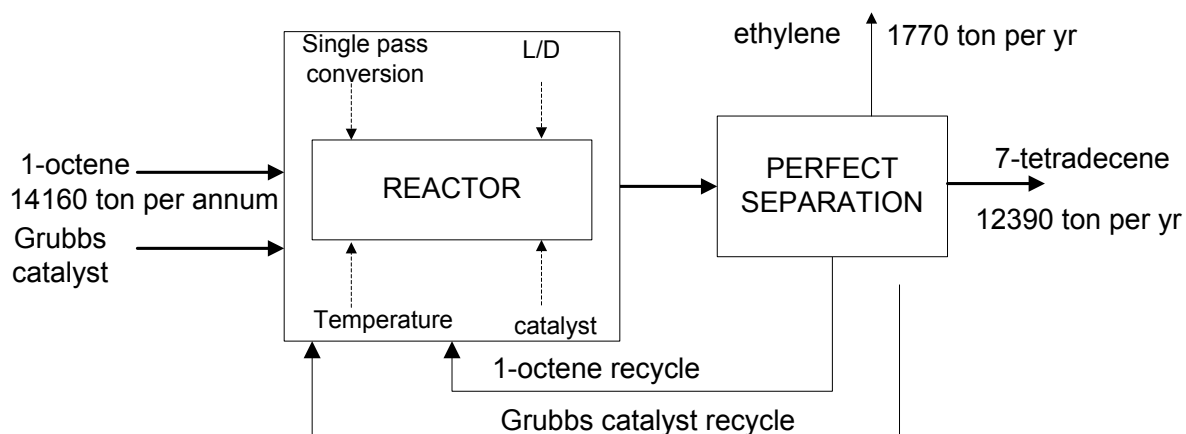 ethylene 1770 ton per yr
Single pass
conversion
L/D
1-octene
14160 ton per annum
REACTOR
PERFECT
SEPARATION
7-tetradecene
12390 ton per yr
Grubbs
catalyst
Temperature
catalyst
1-octene recycle
Grubbs catalyst recycle